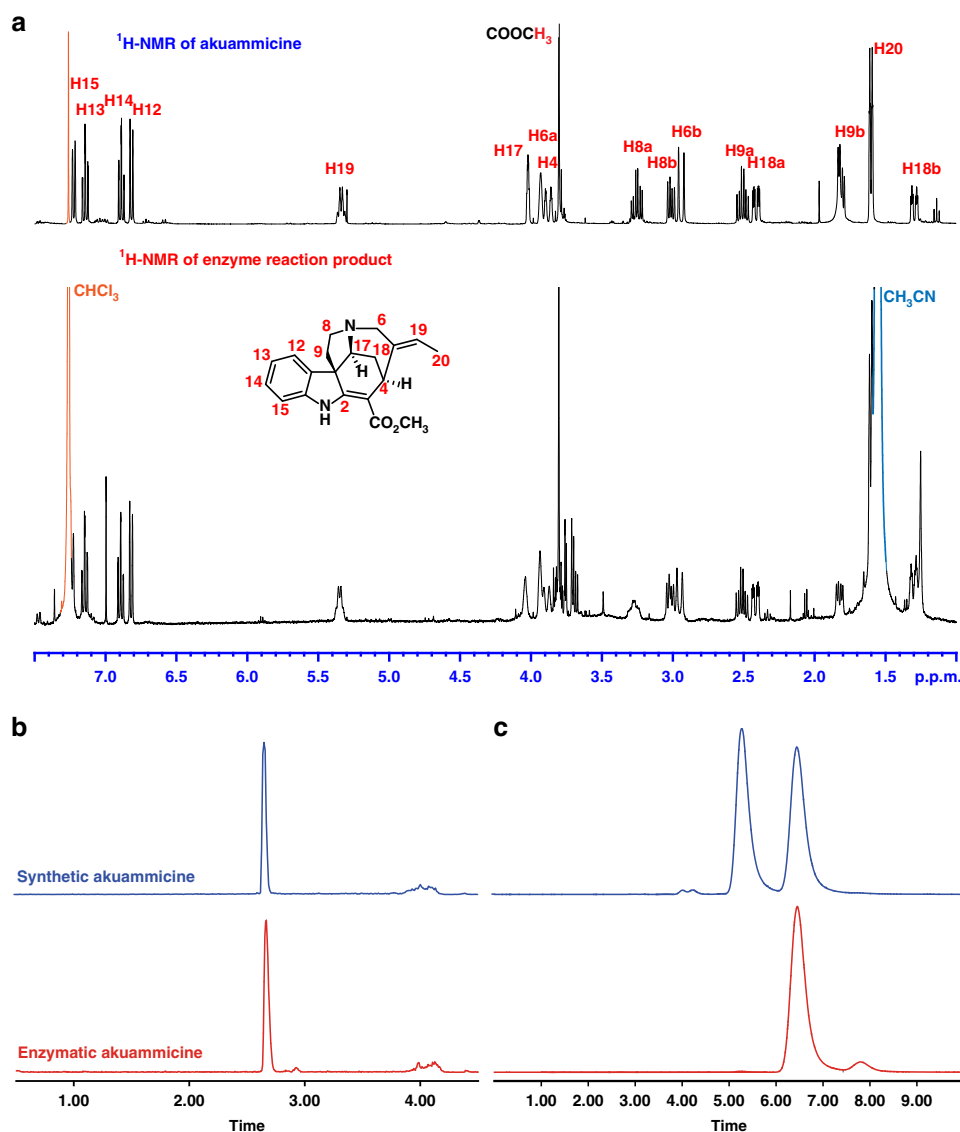 a
¹H-NMR of akuammicine
COOCH₃
H15
H13
H14
H12
H19
H17
H6a
H4
H8a
H8b
H6b
H9a
H18a
H9b
H20
H18b
¹H-NMR of enzyme reaction product
CHCl₃
CH₃CN
8
N
6
19
12
9
17
18
20
13
H
14
4
H
15
N
H
2
CO₂CH₃
7.0 6.5 6.0 5.5 5.0 4.5 4.0 3.5 3.0 2.5 2.0 1.5 p.p.m.
b
c
Synthetic akuammicine
Enzymatic akuammicine
1.00 2.00 3.00 4.00
Time
1.00 2.00 3.00 4.00 5.00 6.00 7.00 8.00 9.00
Time